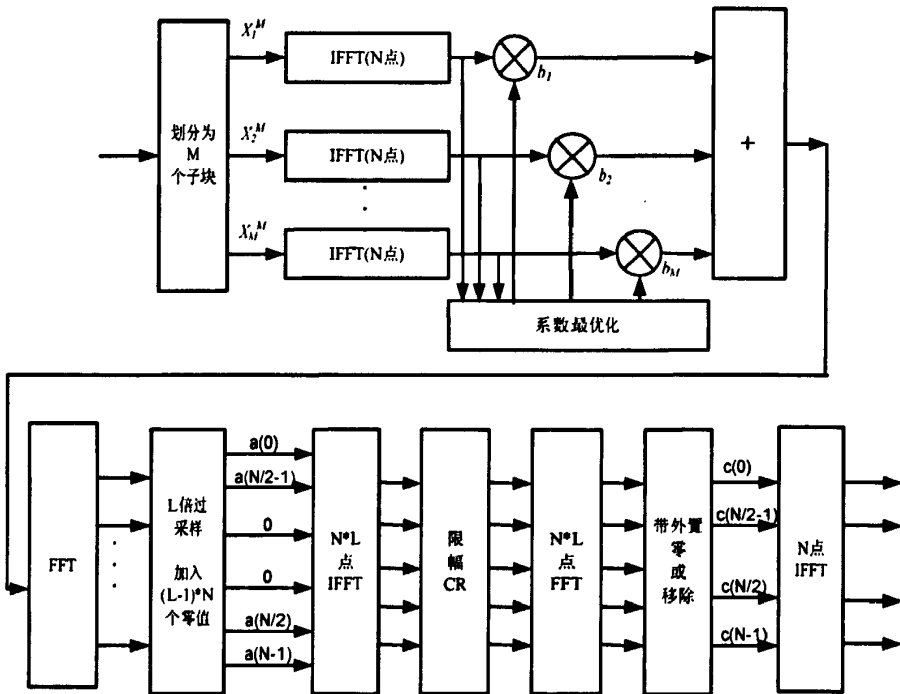 X₁ᴹ
IFFT(N点)
b₁
划分为
M
个子块
X₂ᴹ
IFFT(N点)
b₂
+
X_Mᴹ
IFFT(N点)
b_M
系数最优化
FFT
L倍过
采样
加入
(L-1)*N
个零值
a(0)
a(N/2-1)
0
0
a(N/2)
a(N-1)
N*L
点
IFFT
限
幅
CR
N*L
点
FFT
带外置
零
或
移除
c(0)
c(N/2-1)
c(N/2)
c(N-1)
N点
IFFT